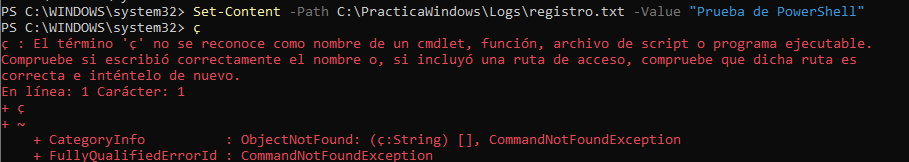 PS C:\WINDOWS\system32> Set-Content -Path C:\PracticaWindows\Logs\registro.txt -Value "Prueba de PowerShell"
PS C:\WINDOWS\system32> ç
ç : El término 'ç' no se reconoce como nombre de un cmdlet, función, archivo de script o programa ejecutable.
Compruebe si escribió correctamente el nombre o, si incluyó una ruta de acceso, compruebe que dicha ruta es
correcta e inténtelo de nuevo.
En línea: 1 Carácter: 1
+ ç
+ ~
    + CategoryInfo          : ObjectNotFound: (ç:String) [], CommandNotFoundException
    + FullyQualifiedErrorId : CommandNotFoundException